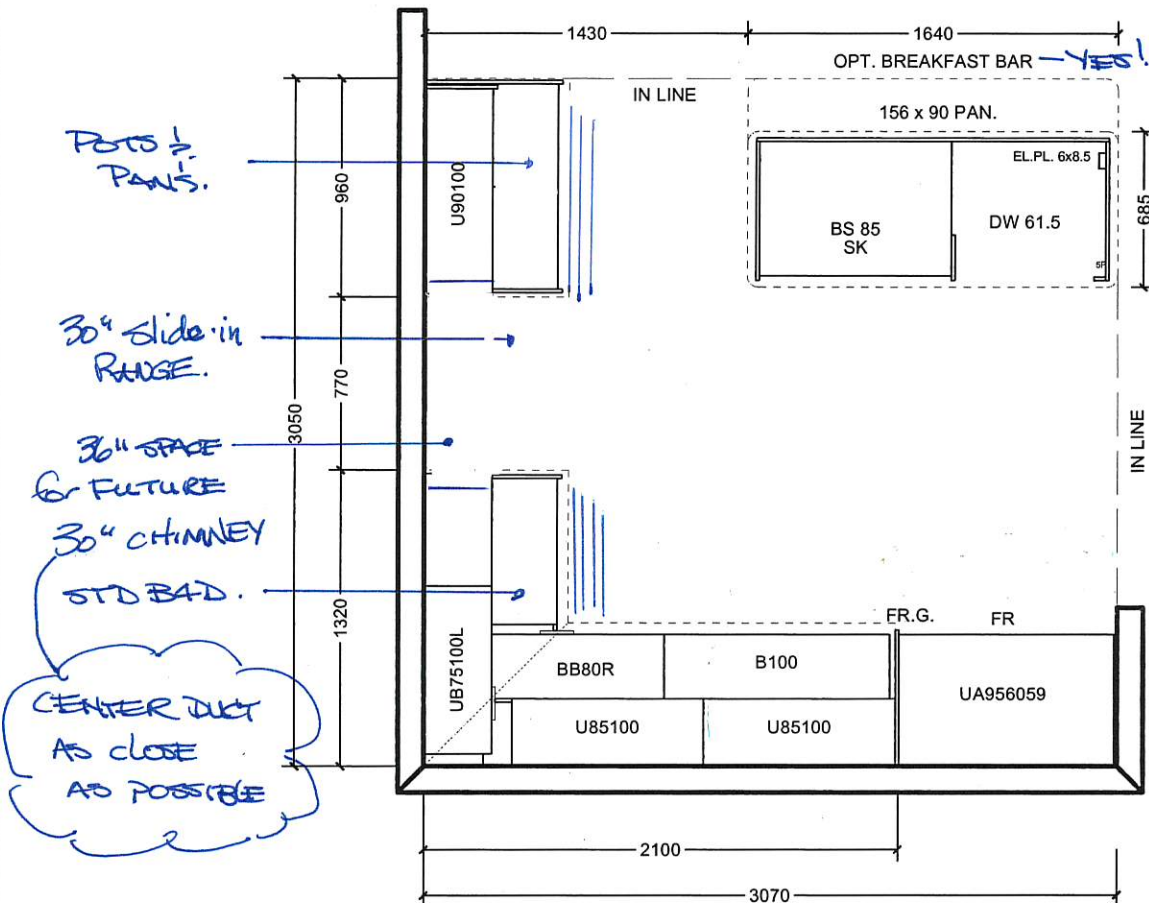 1430
1640
OPT. BREAKFAST BAR — YES!
IN LINE
156 x 90 PAN.
POTS &
PANS.
960
U90100
EL.PL. 6x8.5
BS 85
SK
DW 61.5
685
SP
30" Slide-in
RANGE.
770
3050
36" SPACE
for FUTURE
30" CHIMNEY
IN LINE
STD B4D.
1320
UB75100L
FR.G.
FR
BB80R
B100
UA956059
U85100
U85100
CENTER DUCT
AS CLOSE
AS POSSIBLE
2100
3070